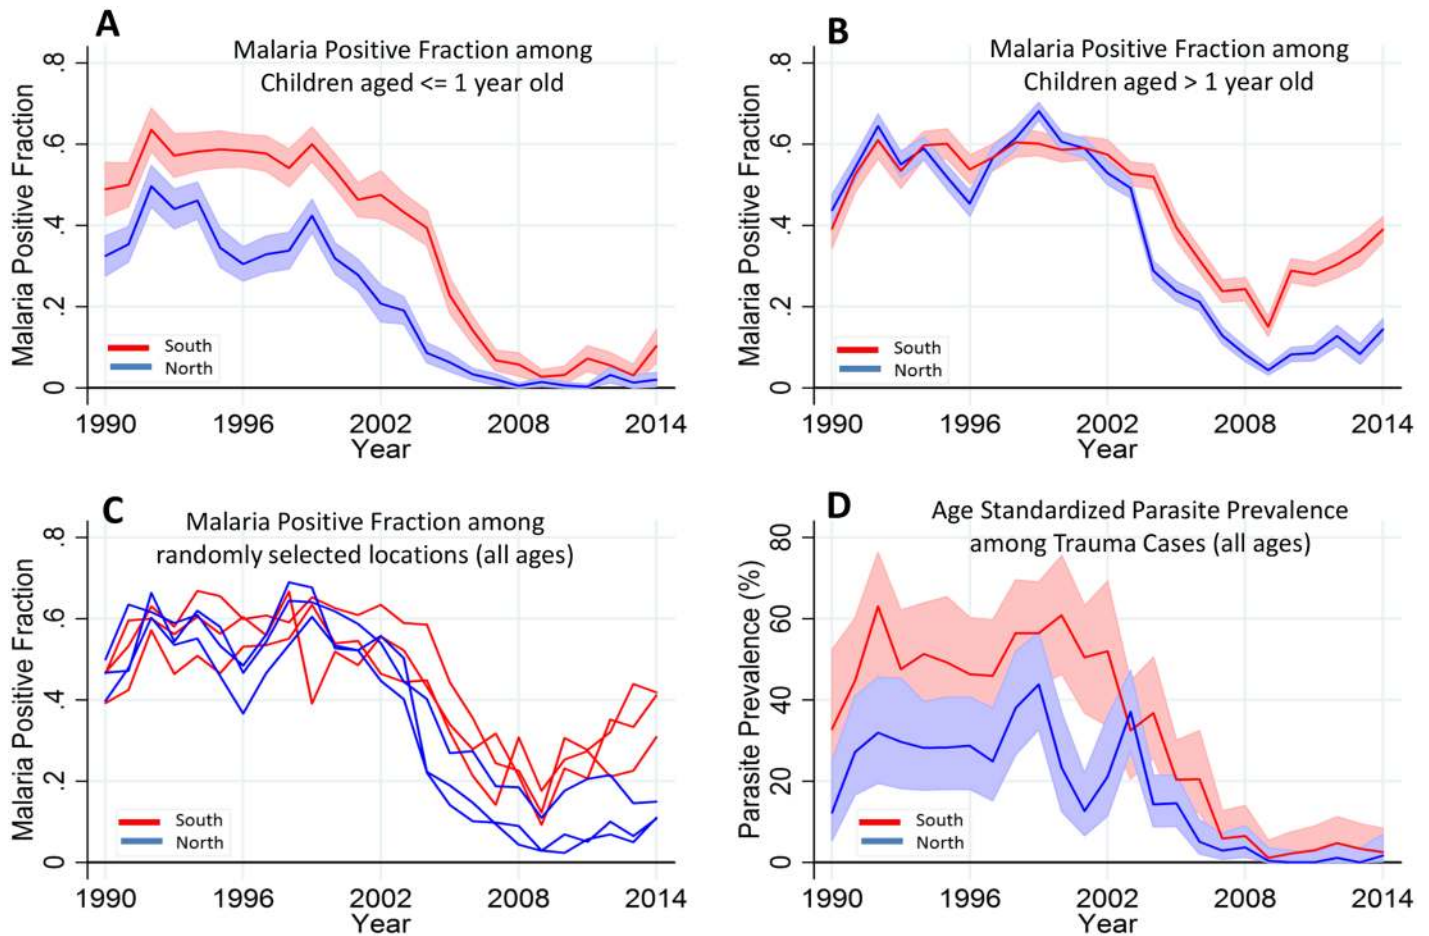 A
Malaria Positive Fraction among
Children aged <= 1 year old
Malaria Positive Fraction
.8
.6
.4
.2
0
South
North
1990 1996 2002 2008 2014
Year
B
Malaria Positive Fraction among
Children aged > 1 year old
Malaria Positive Fraction
.8
.6
.4
.2
0
South
North
1990 1996 2002 2008 2014
Year
C
Malaria Positive Fraction among
randomly selected locations (all ages)
Malaria Positive Fraction
.8
.6
.4
.2
0
South
North
1990 1996 2002 2008 2014
Year
D
Age Standardized Parasite Prevalence
among Trauma Cases (all ages)
Parasite Prevalence (%)
80
60
40
20
0
South
North
1990 1996 2002 2008 2014
Year